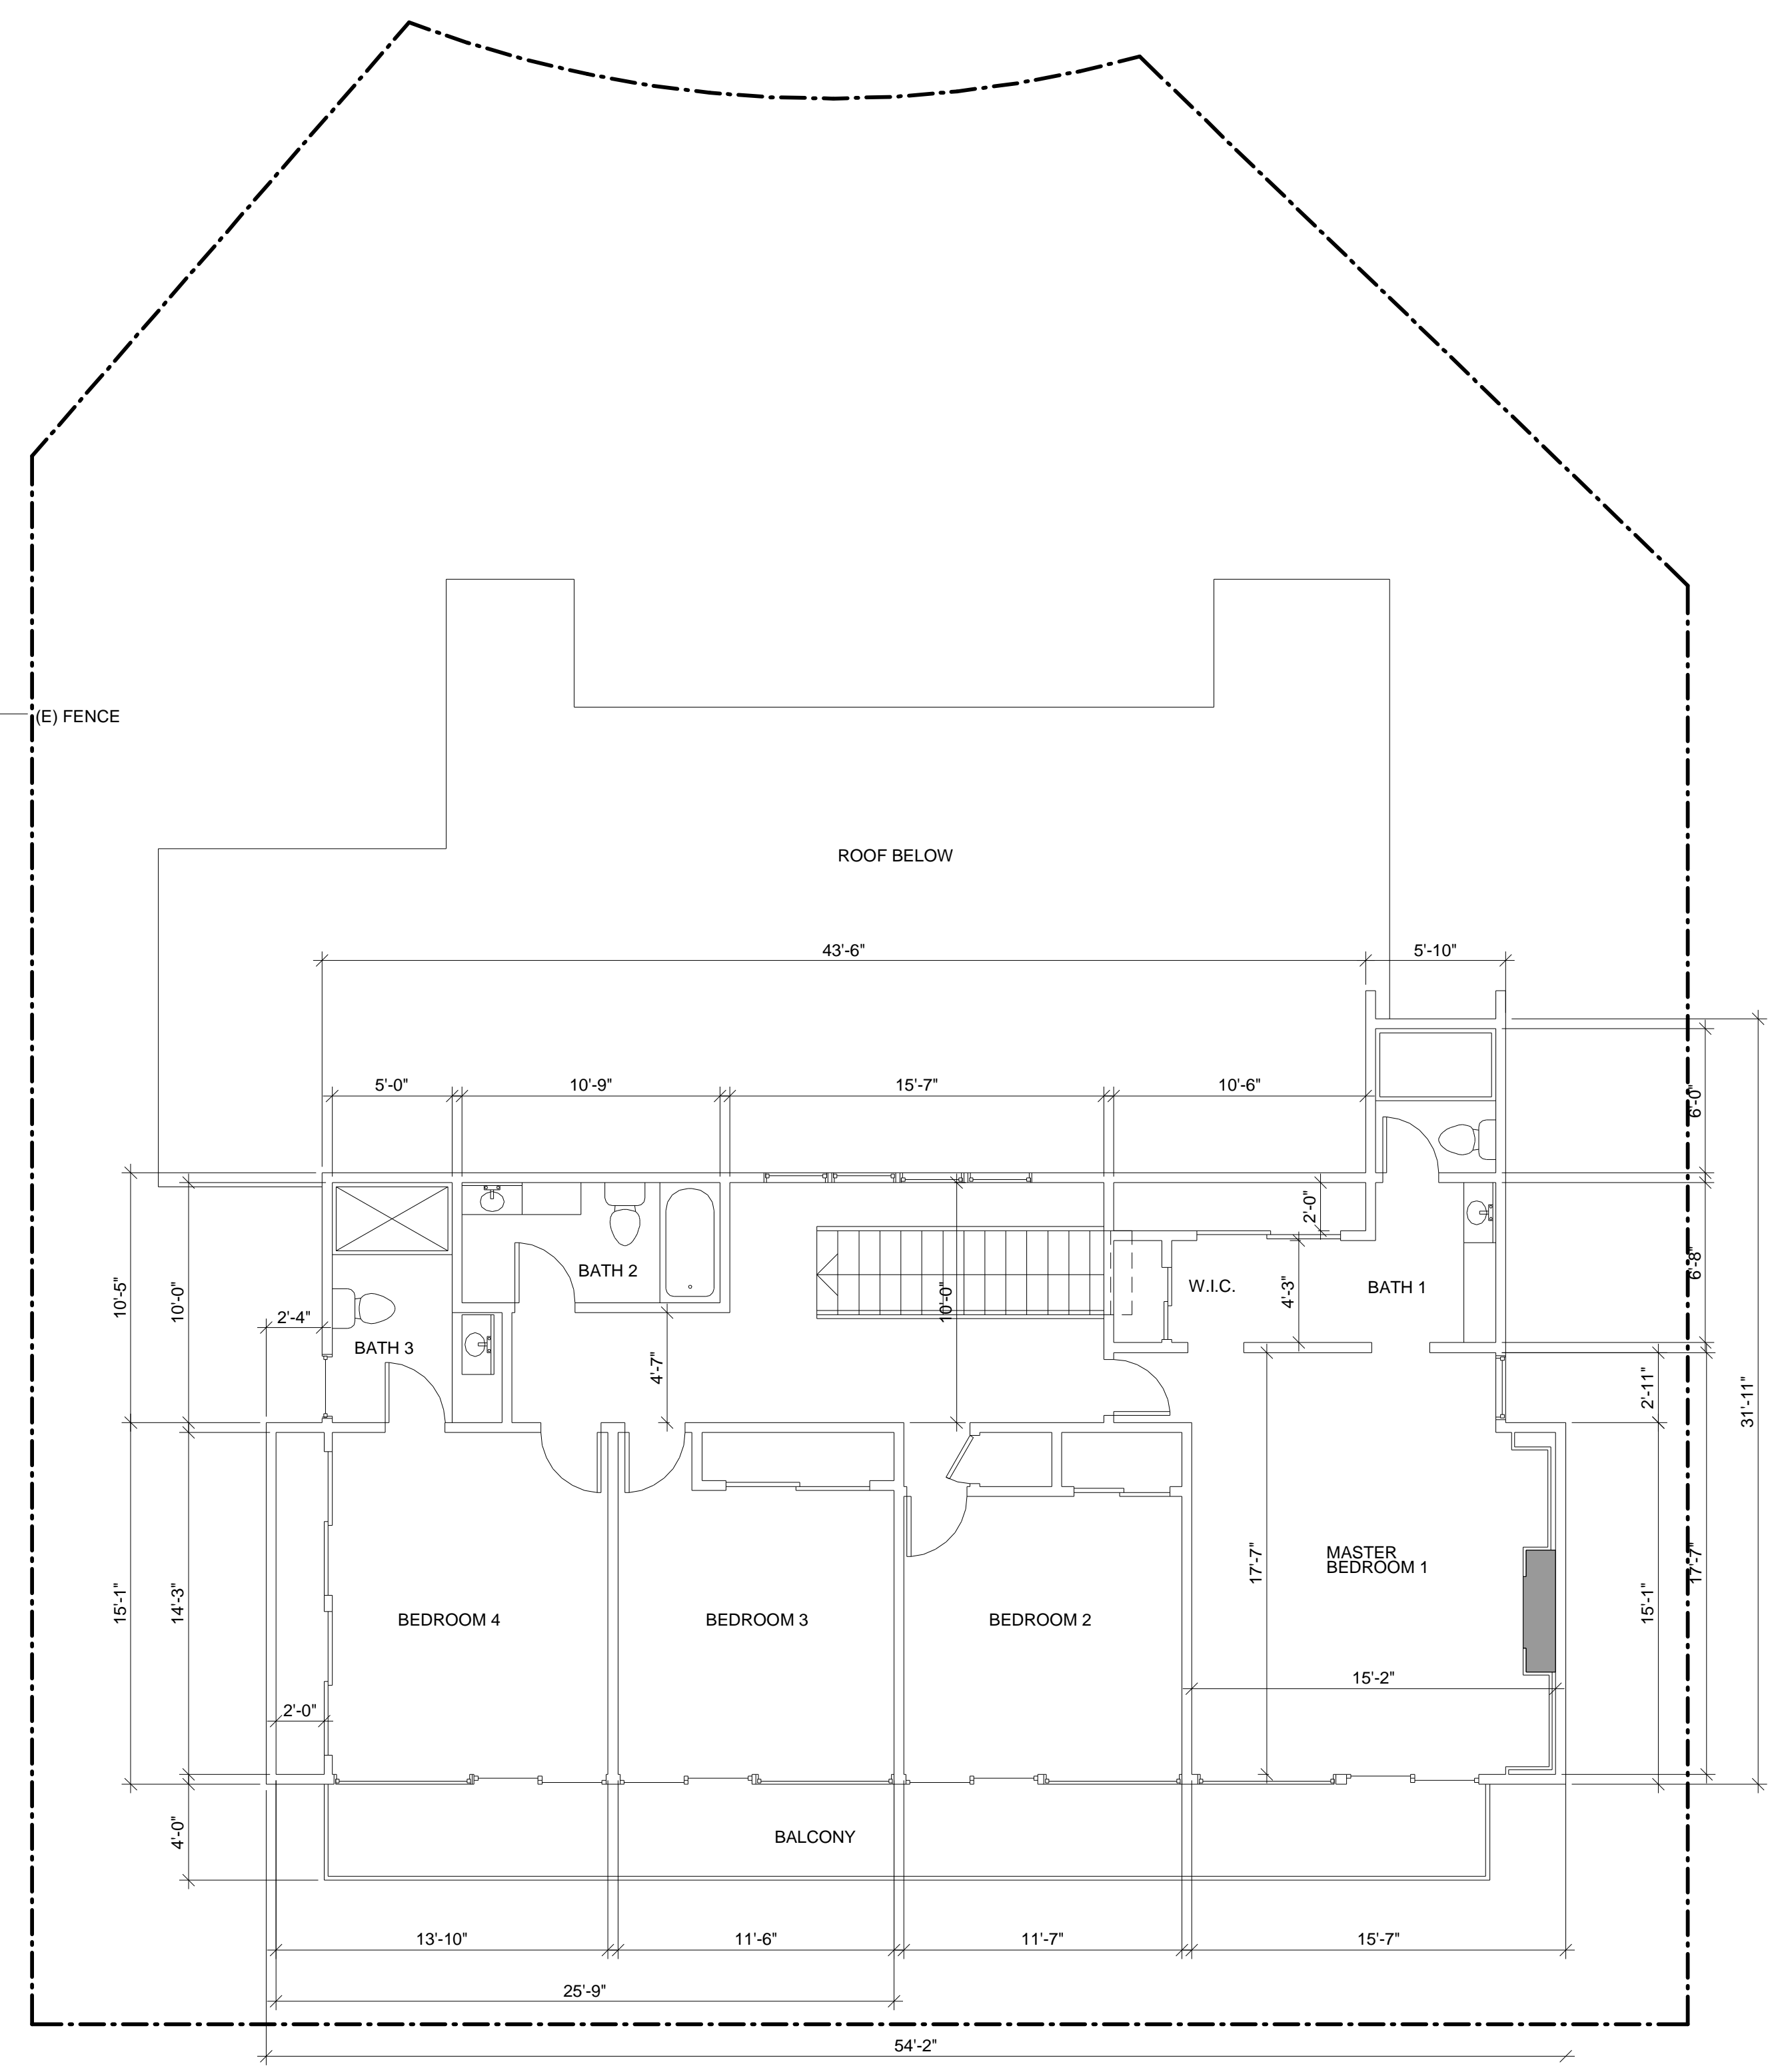 (E) FENCE
ROOF BELOW
43'-6"
5'-10"
5'-0"
10'-9"
15'-7"
10'-6"
6'-0"
2'-0"
6'-8"
BATH 2
10'-5"
10'-0"
10'-0"
W.I.C.
4'-3"
BATH 1
2'-4"
BATH 3
4'-7"
2'-11"
31'-11"
MASTER
BEDROOM 1
17'-7"
17'-7"
15'-1"
14'-3"
15'-1"
BEDROOM 4
BEDROOM 3
BEDROOM 2
15'-2"
2'-0"
4'-0"
BALCONY
13'-10"
11'-6"
11'-7"
15'-7"
25'-9"
54'-2"